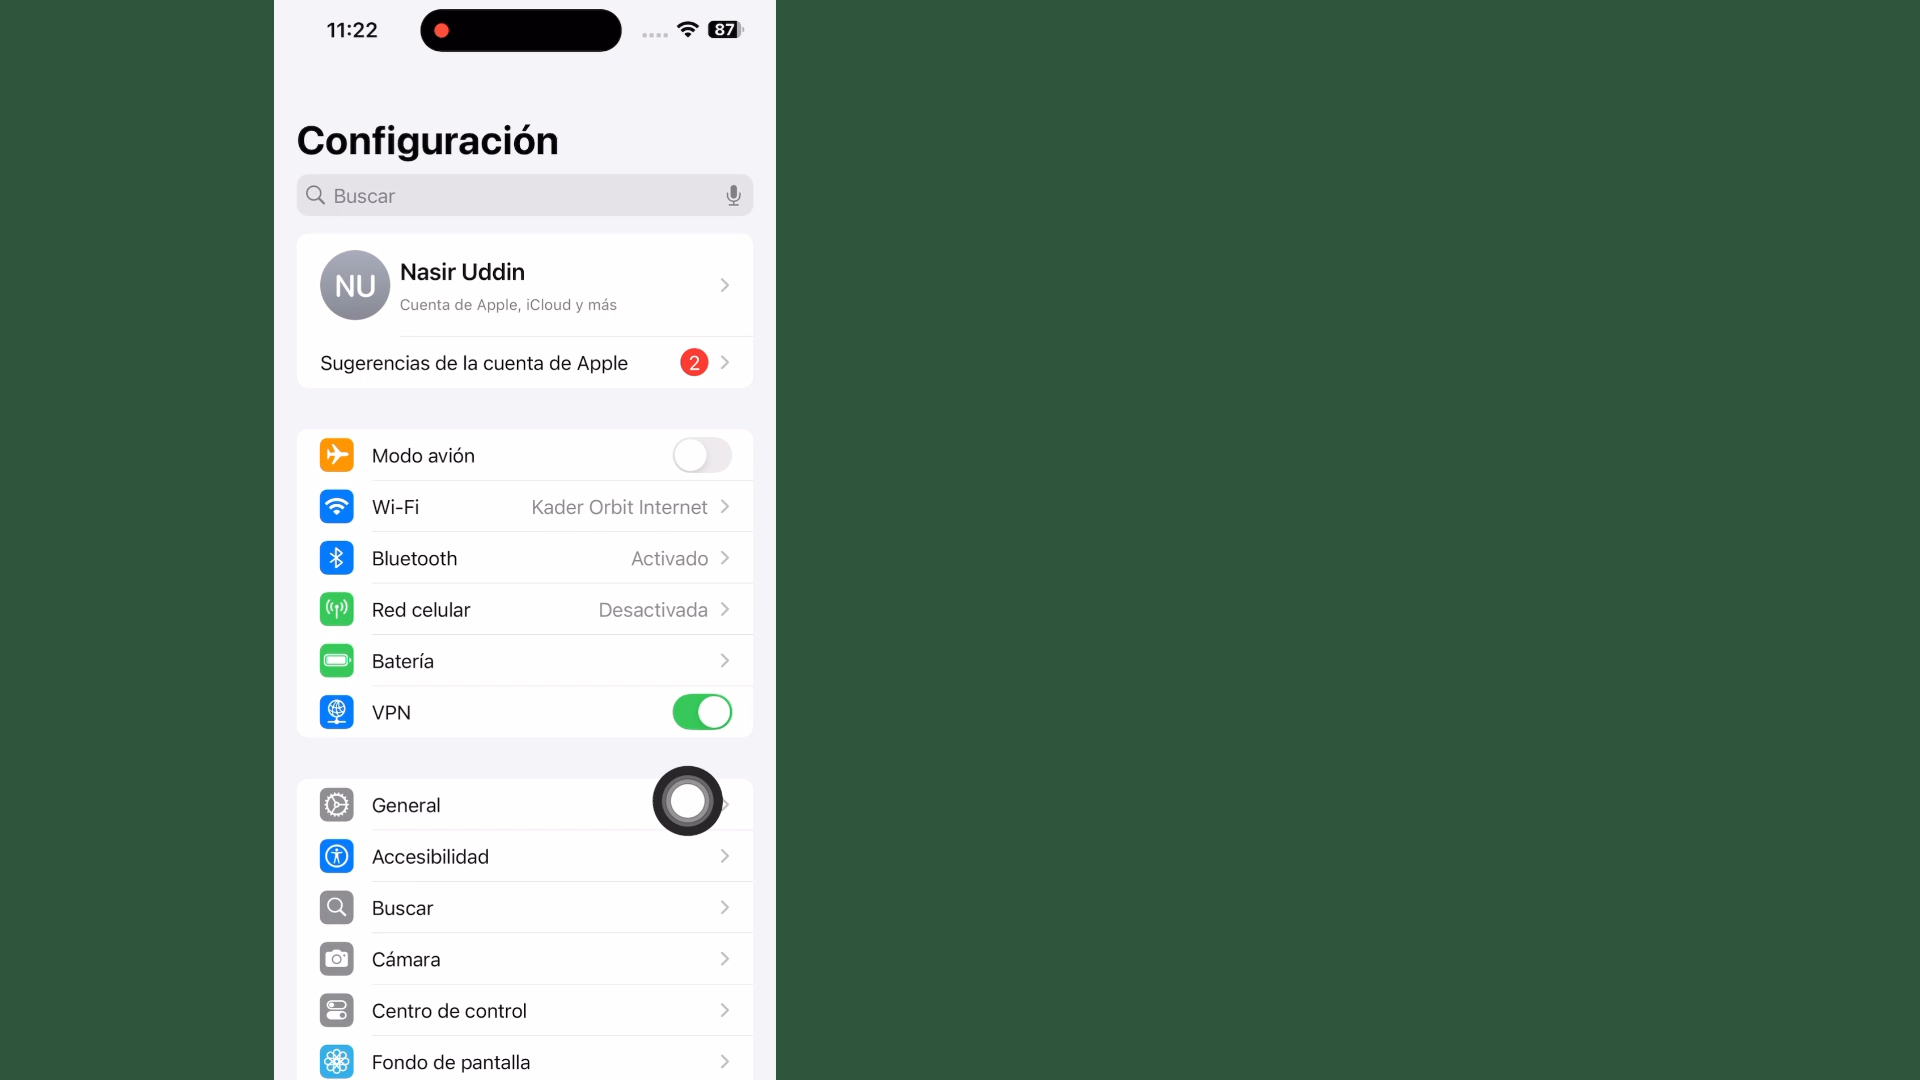 11:22
87
Configuración
Buscar
NU
Nasir Uddin
Cuenta de Apple, iCloud y más
Sugerencias de la cuenta de Apple 2
Modo avión
Wi-Fi Kader Orbit Internet
Bluetooth Activado
Red celular Desactivada
Batería
VPN
General
Accesibilidad
Buscar
Cámara
Centro de control
Fondo de pantalla